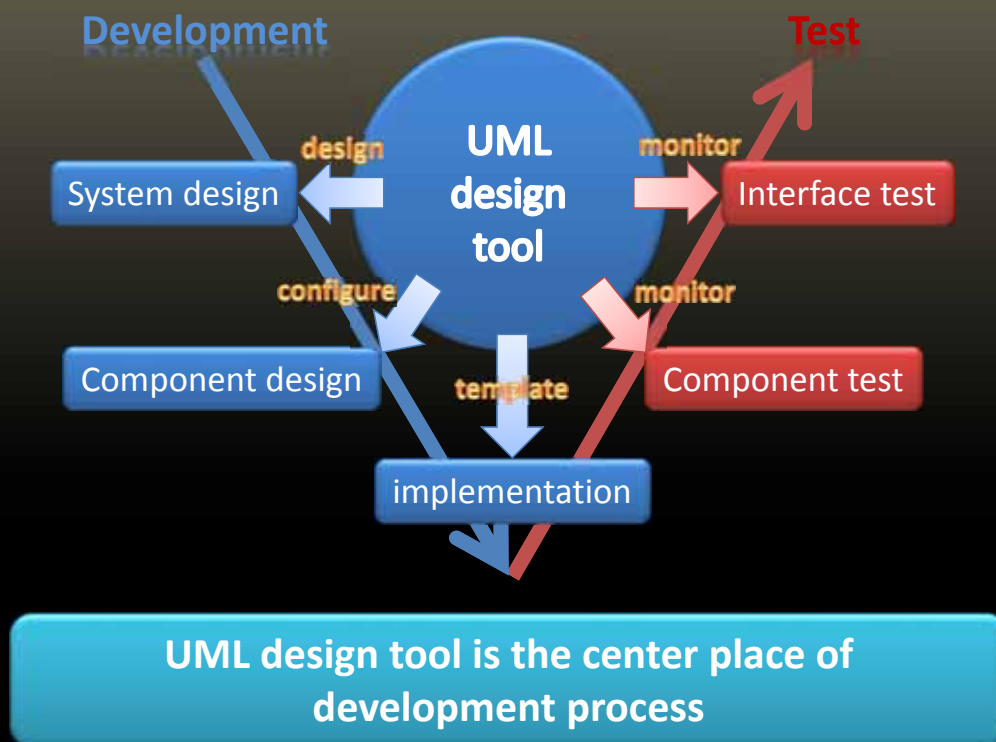 Development
Test
UML
design
tool
design
monitor
System design
Interface test
configure
monitor
Component design
template
Component test
implementation
UML design tool is the center place of
development process